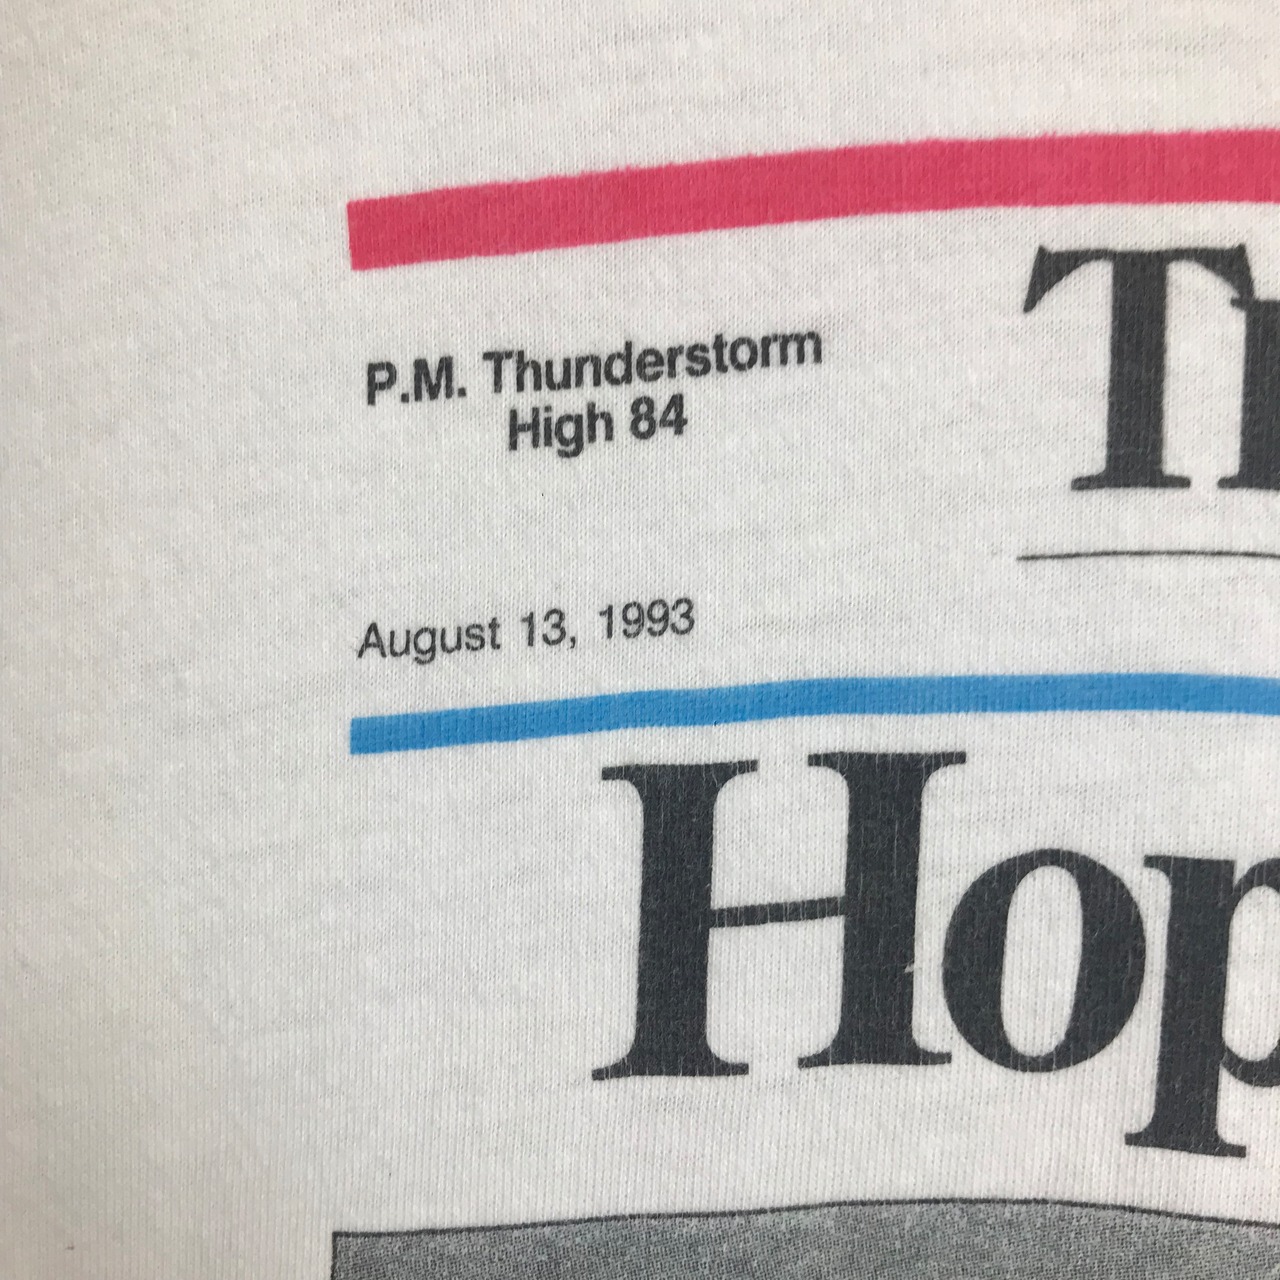 P.M. Thunderstorm
High 84
August 13, 1993